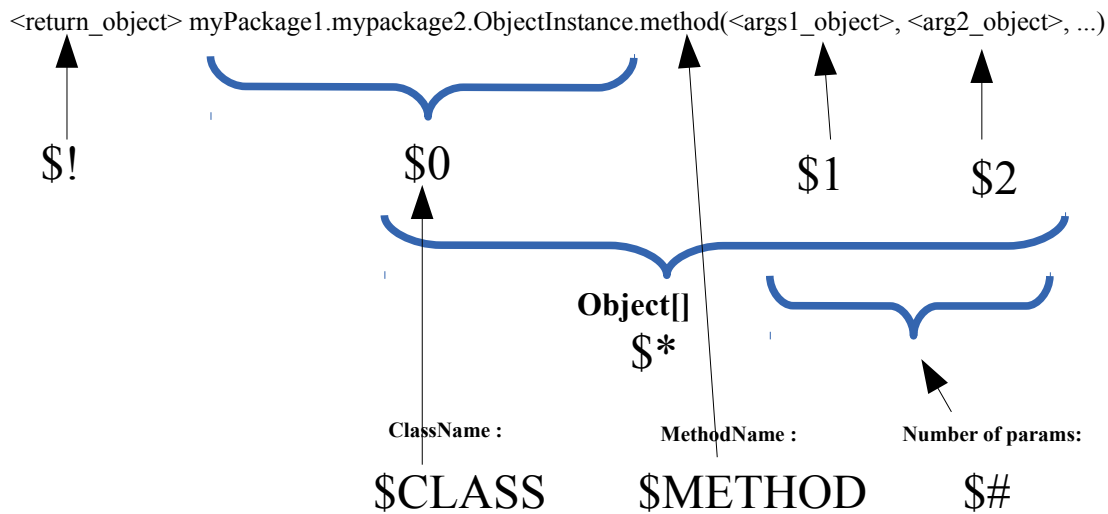 <return_object> myPackage1.mypackage2.ObjectInstance.method(<args1_object>, <arg2_object>, ...)
$! $0 $1 $2
Object[]
$*
ClassName : MethodName : Number of params:
$CLASS $METHOD $#